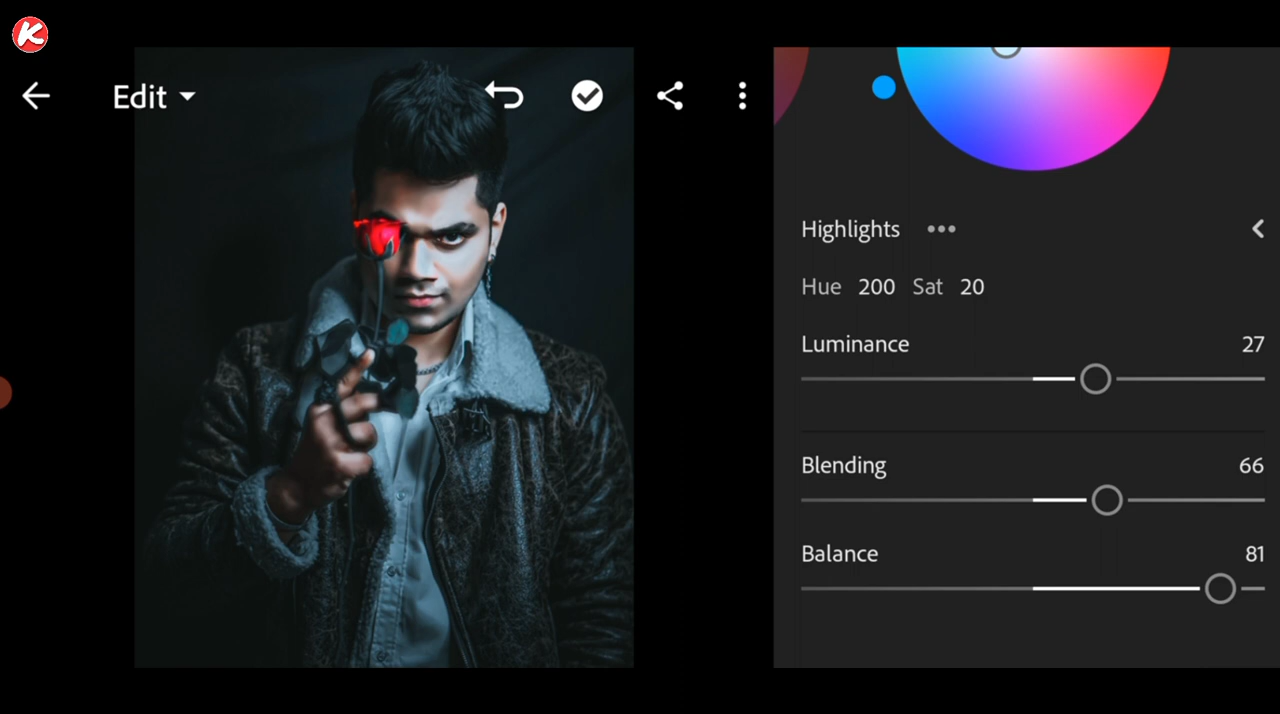 K
Edit
Highlights
Hue 200 Sat 20
Luminance 27
Blending 66
Balance 81